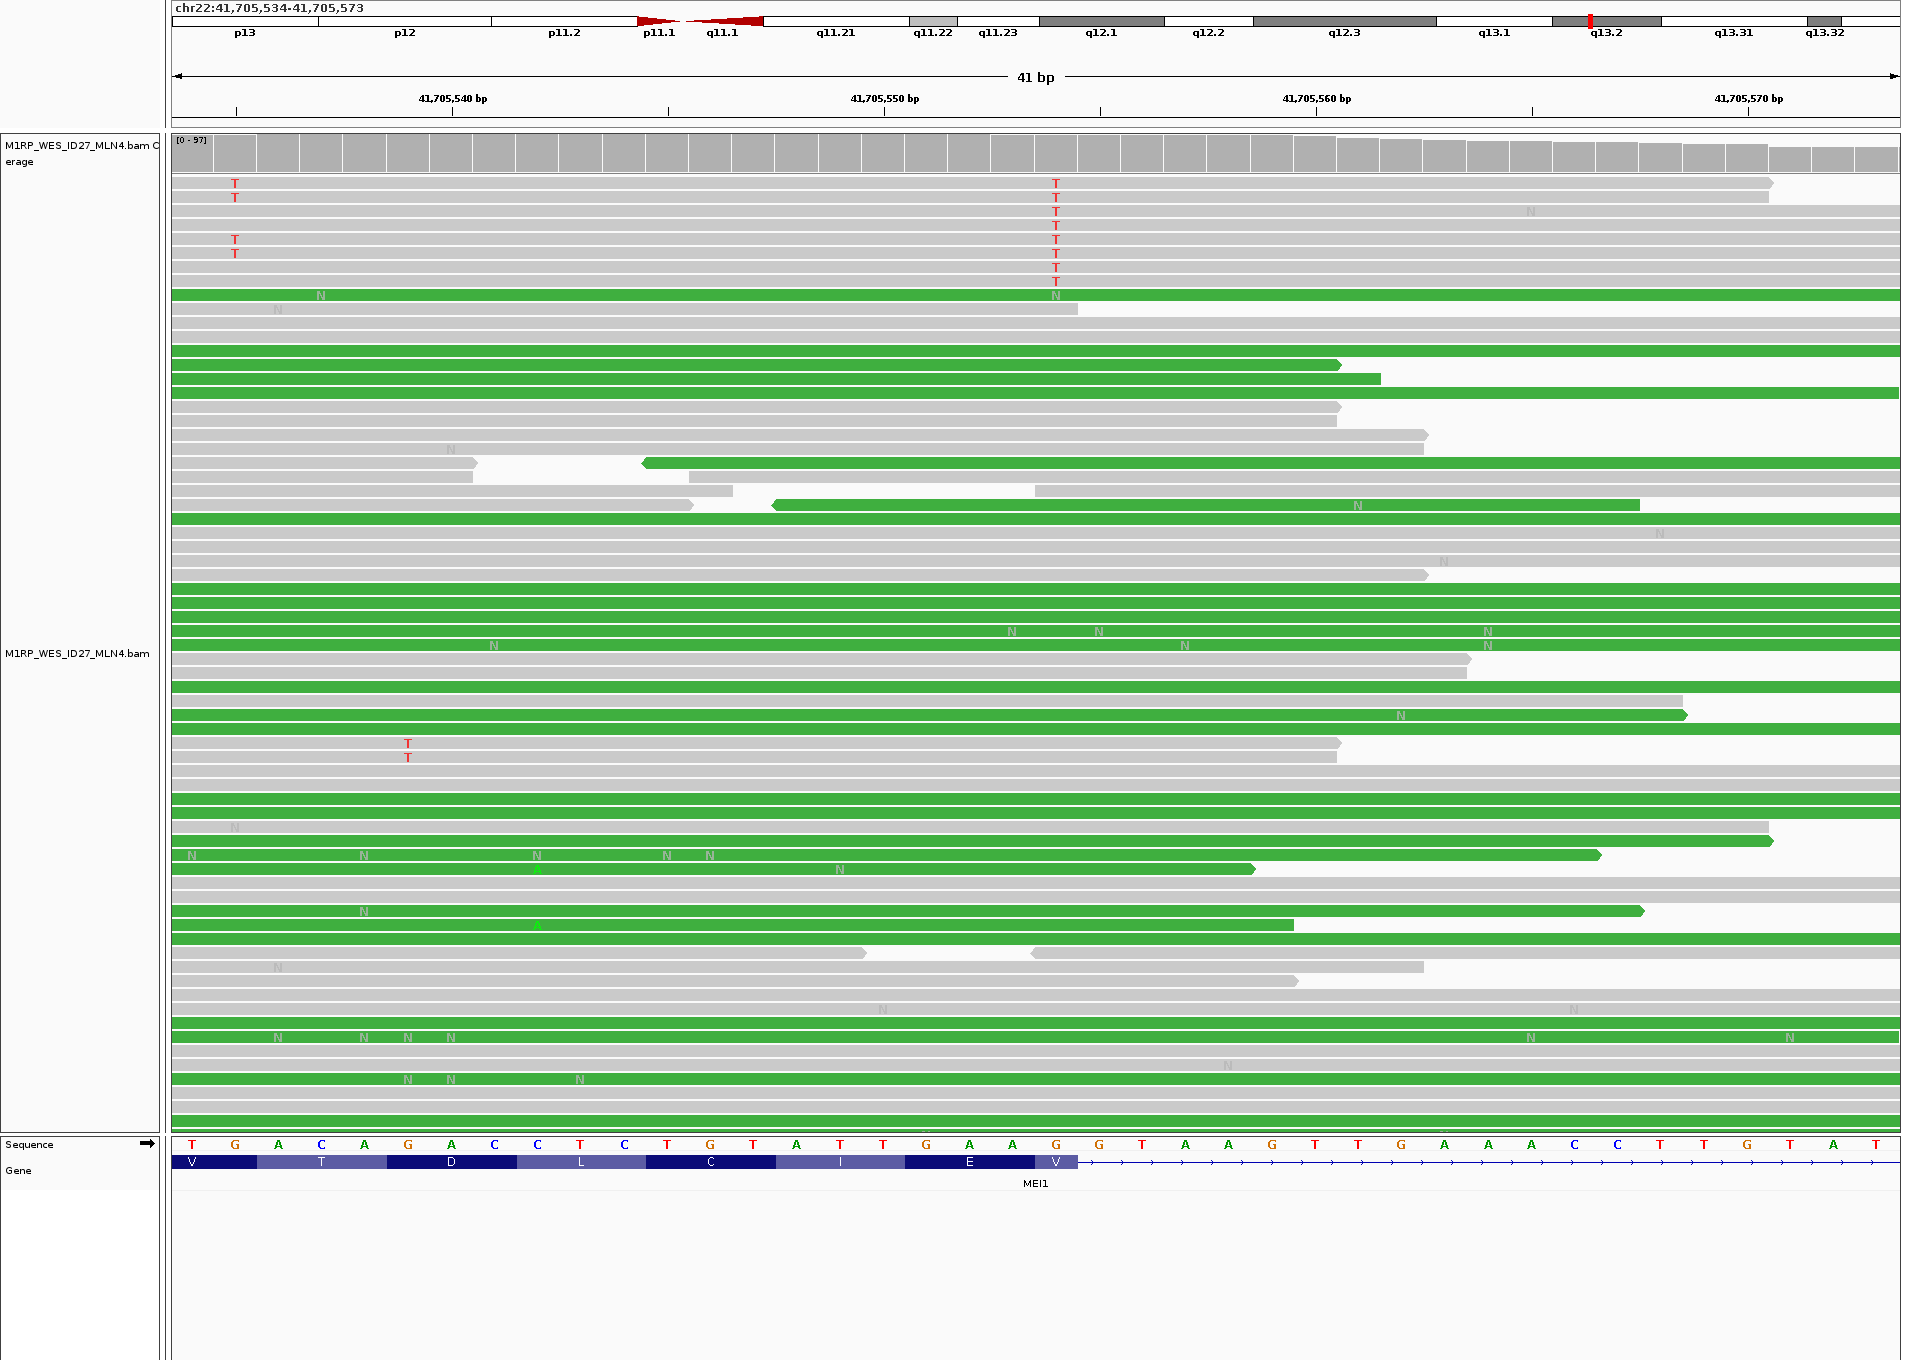 chr22:41,705,534-41,705,573
p13 p12 p11.2 p11.1 q11.1 q11.21 q11.22 q11.23 q12.1 q12.2 q12.3 q13.1 q13.2 q13.31 q13.32
41 bp
41,705,540 bp 41,705,550 bp 41,705,560 bp 41,705,570 bp
M1RP_WES_ID27_MLN4.bam C
erage
[0 - 97]
T T
T T
T N
T
T T
T T
T
T
N N
N
N
N
N
N
N N N
N N N
M1RP_WES_ID27_MLN4.bam
N
T
T
N
N N N N N
A N
N
A
N
N N
N N N N N N
N
N N N
Sequence T G A C A G A C C T C T G T A T T G A A G G T A A G T T G A A A C C T T G T A T
Gene V T D L C I E V
MEI1